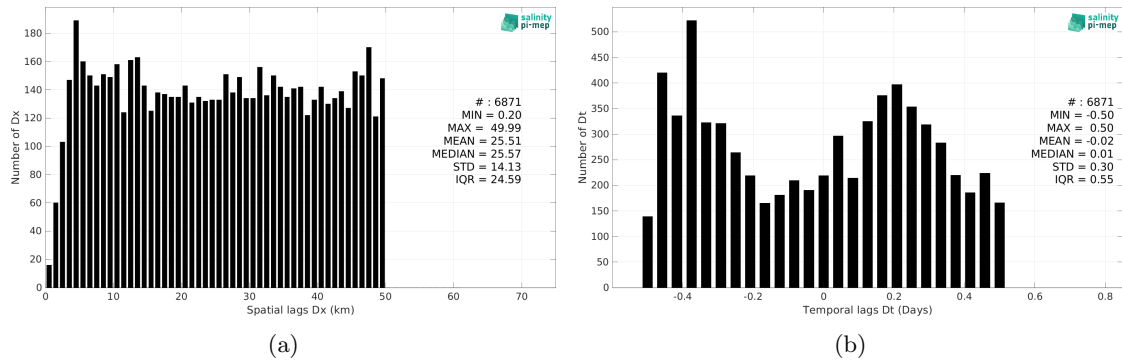 salinity
pi-mep
180
160
140
120
100
80
60
40
20
0
Number of Dx
# : 6871
MIN = 0.20
MAX = 49.99
MEAN = 25.51
MEDIAN = 25.57
STD = 14.13
IQR = 24.59
0 10 20 30 40 50 60 70
Spatial lags Dx (km)
(a)
salinity
pi-mep
500
450
400
350
300
250
200
150
100
50
0
Number of Dt
# : 6871
MIN = -0.50
MAX = 0.50
MEAN = -0.02
MEDIAN = 0.01
STD = 0.30
IQR = 0.55
-0.4 -0.2 0 0.2 0.4 0.6 0.8
Temporal lags Dt (Days)
(b)